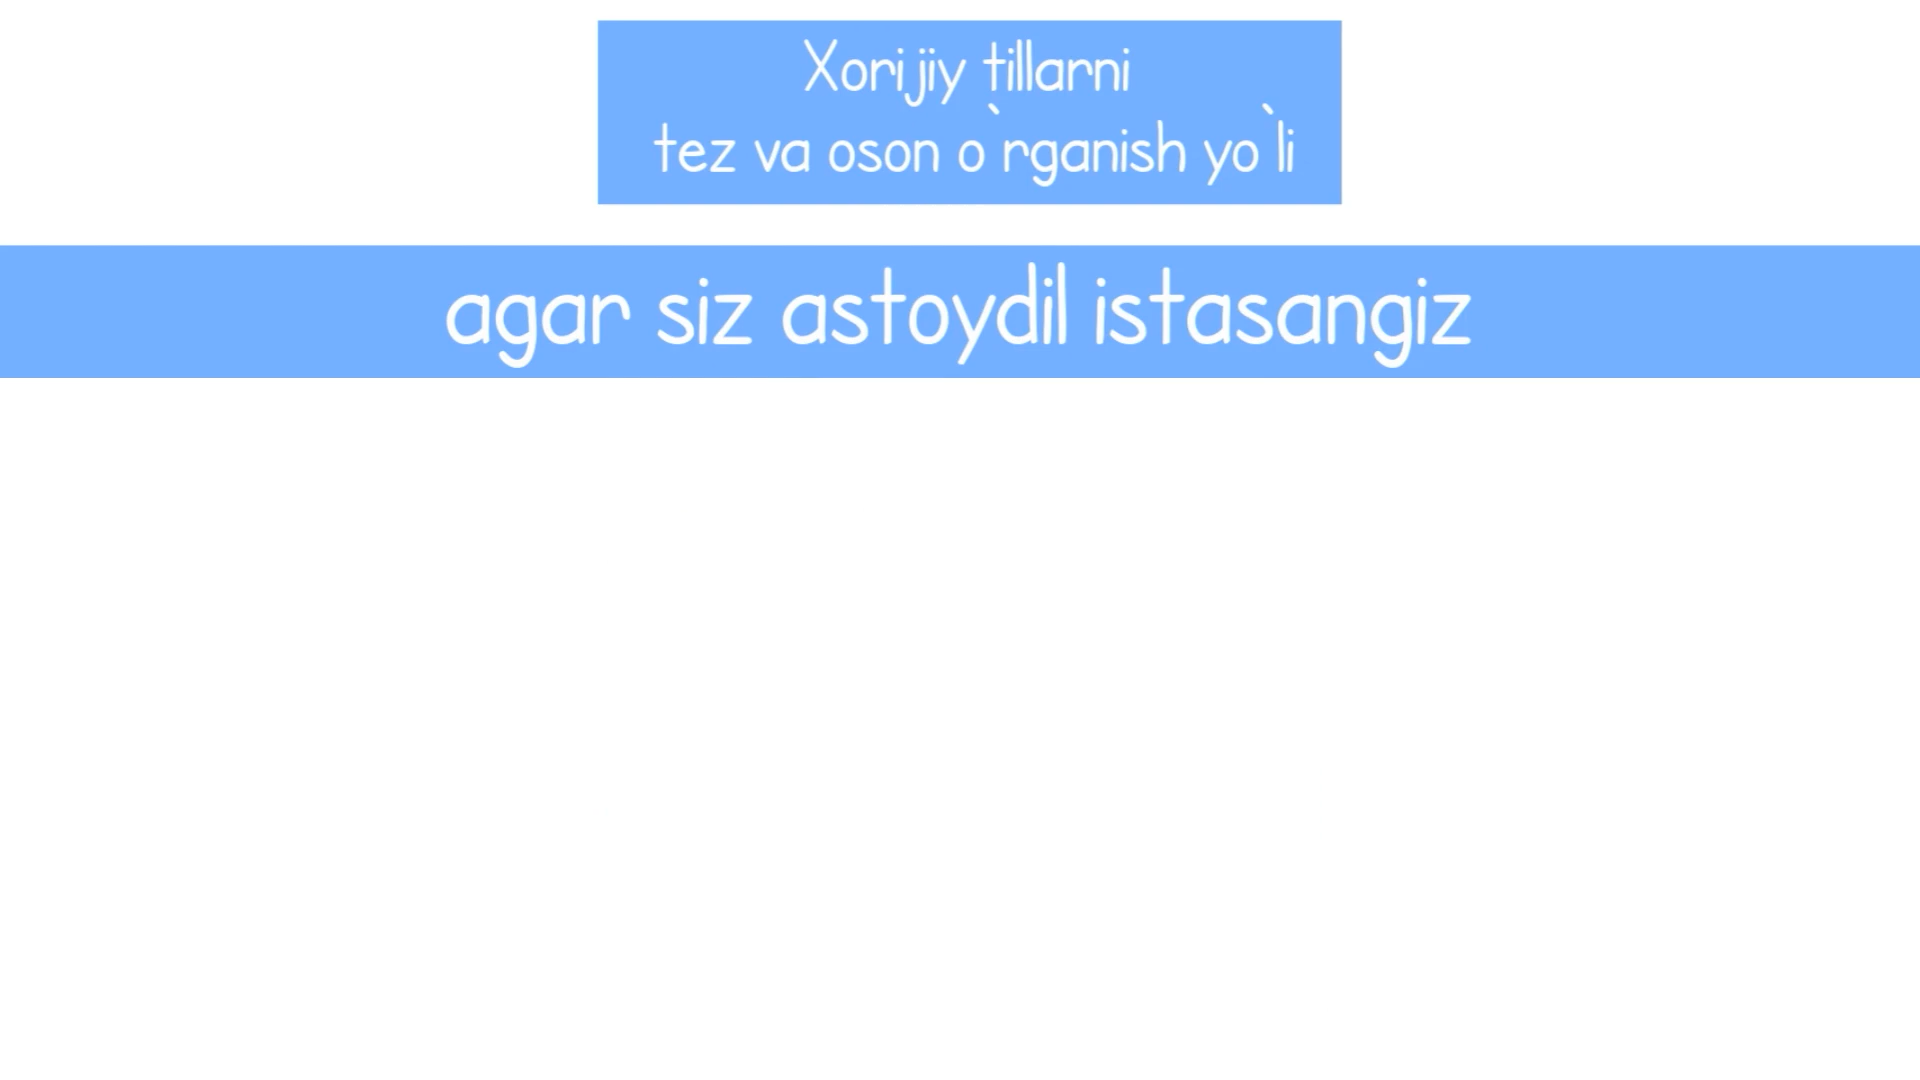 Xorijiy tillarni
tez va oson o`rganish yo`li
agar siz astoydil istasangiz